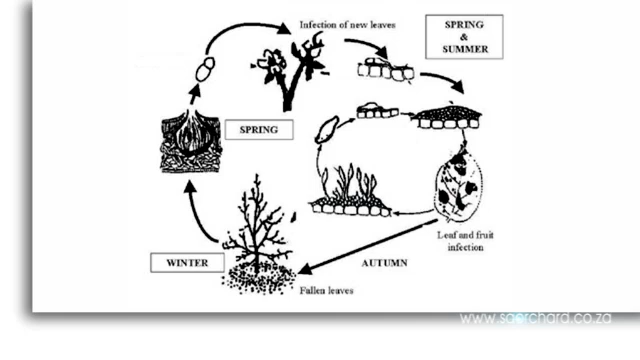 Infection of new leaves
SPRING
&
SUMMER
SPRING
Leaf and fruit
infection
WINTER
AUTUMN
Fallen leaves
www.saorchard.co.za